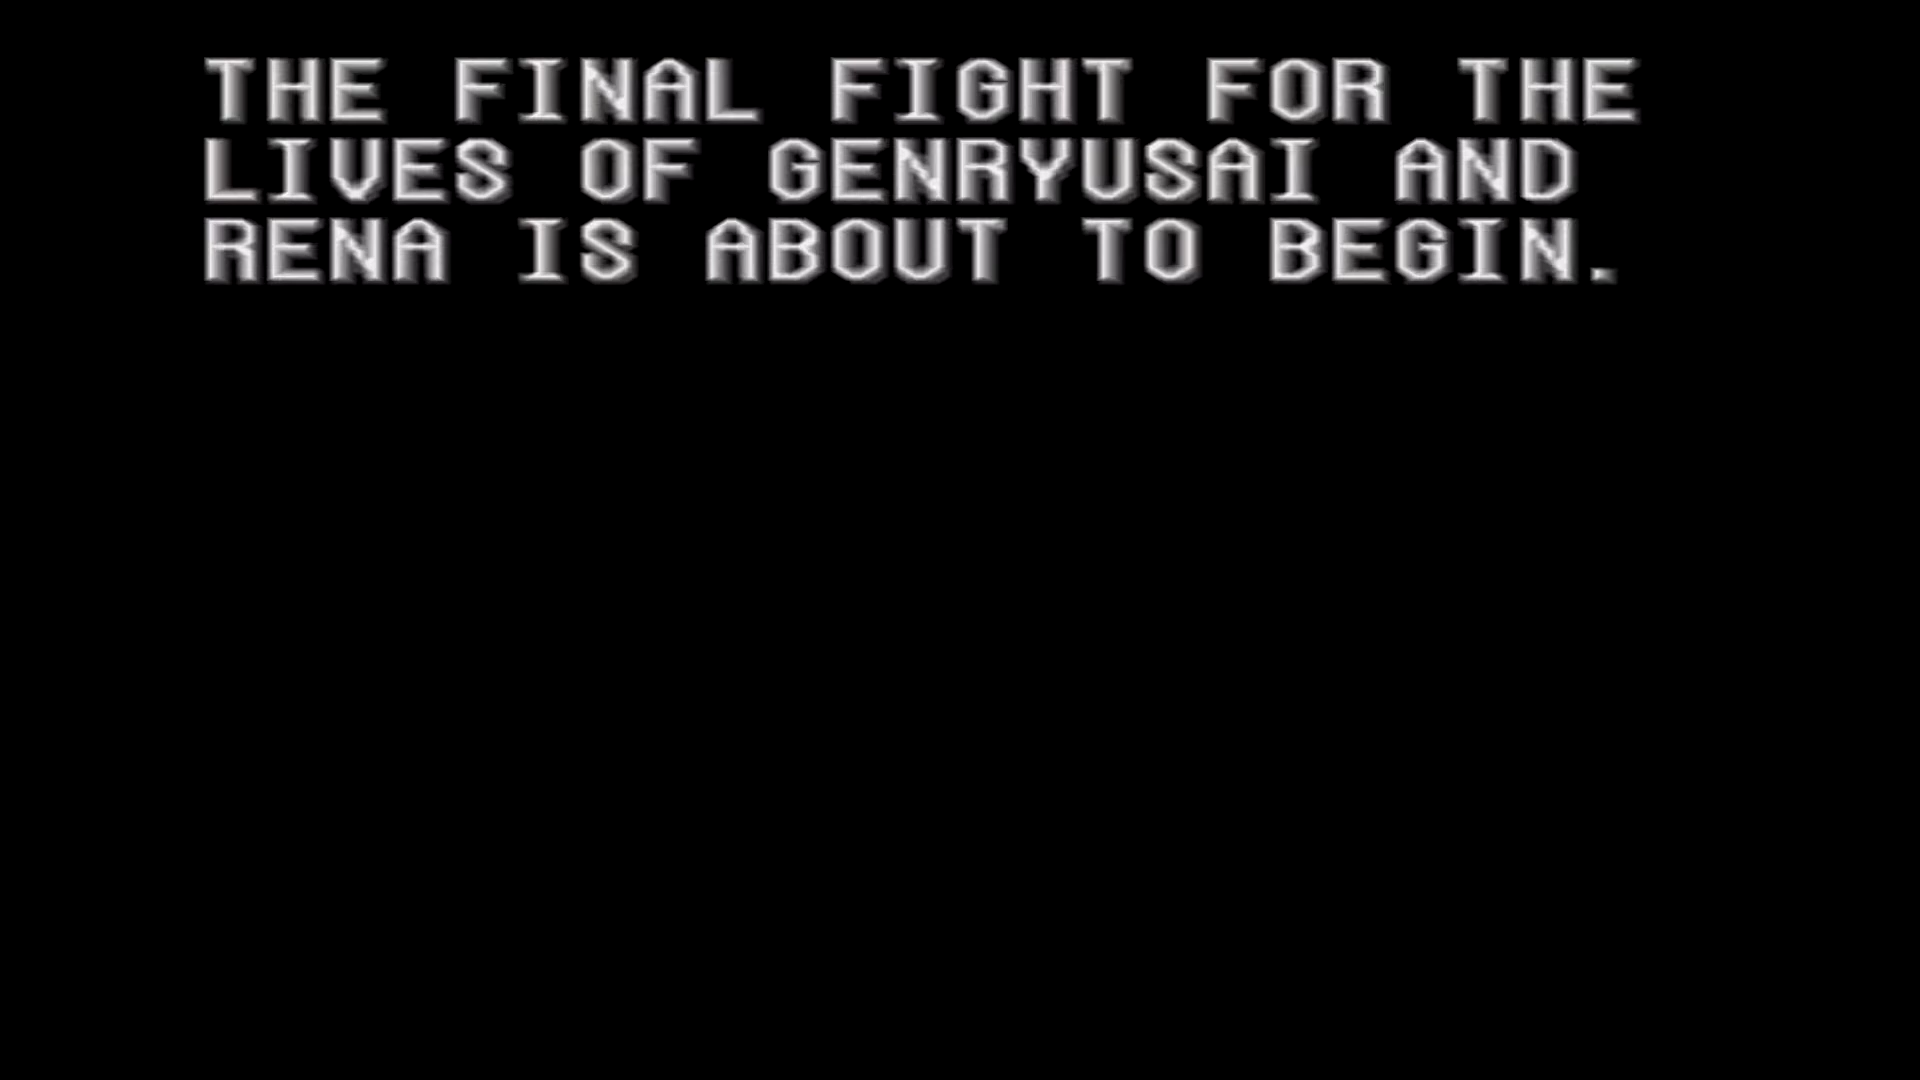 THE FINAL FIGHT FOR THE
LIVES OF GENRYUSAI AND
RENA IS ABOUT TO BEGIN.